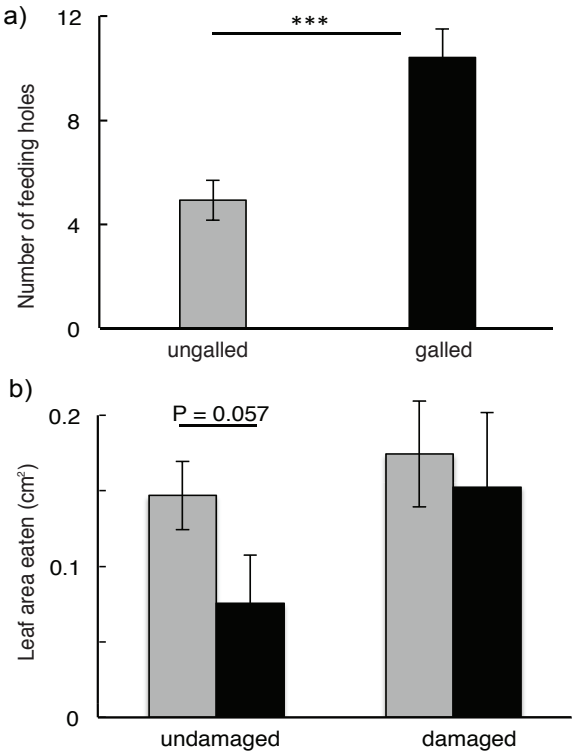 a)
***
12
8
4
0
Number of feeding holes
ungalled galled
b)
P = 0.057
0.2
0.1
0
Leaf area eaten (cm²)
undamaged damaged